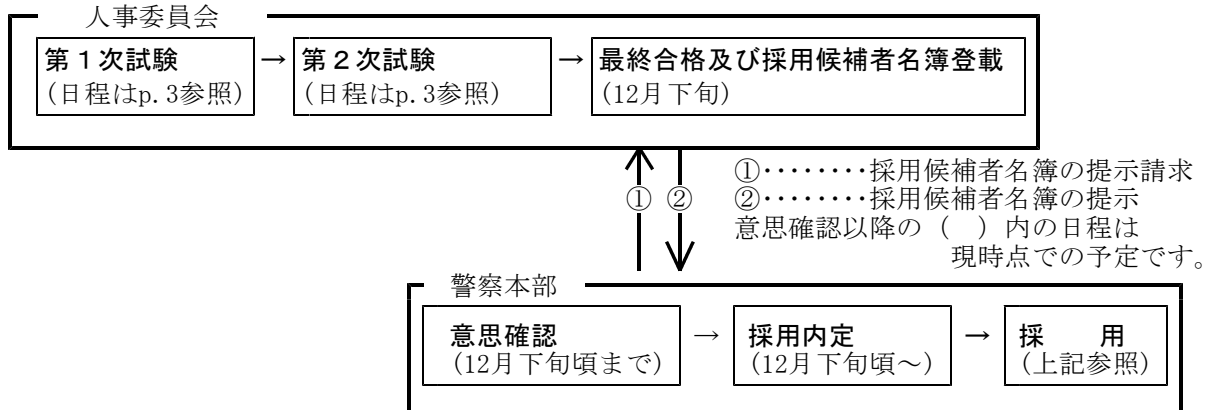 人事委員会
第１次試験 → 第２次試験 → 最終合格及び採用候補者名簿登載
(日程はp.3参照) (日程はp.3参照) (12月下旬)
①‥‥‥‥採用候補者名簿の提示請求
① ② ②‥‥‥‥採用候補者名簿の提示
意思確認以降の（　）内の日程は
現時点での予定です。
警察本部
意思確認 → 採用内定 → 採　用
(12月下旬頃まで) (12月下旬頃～) (上記参照)